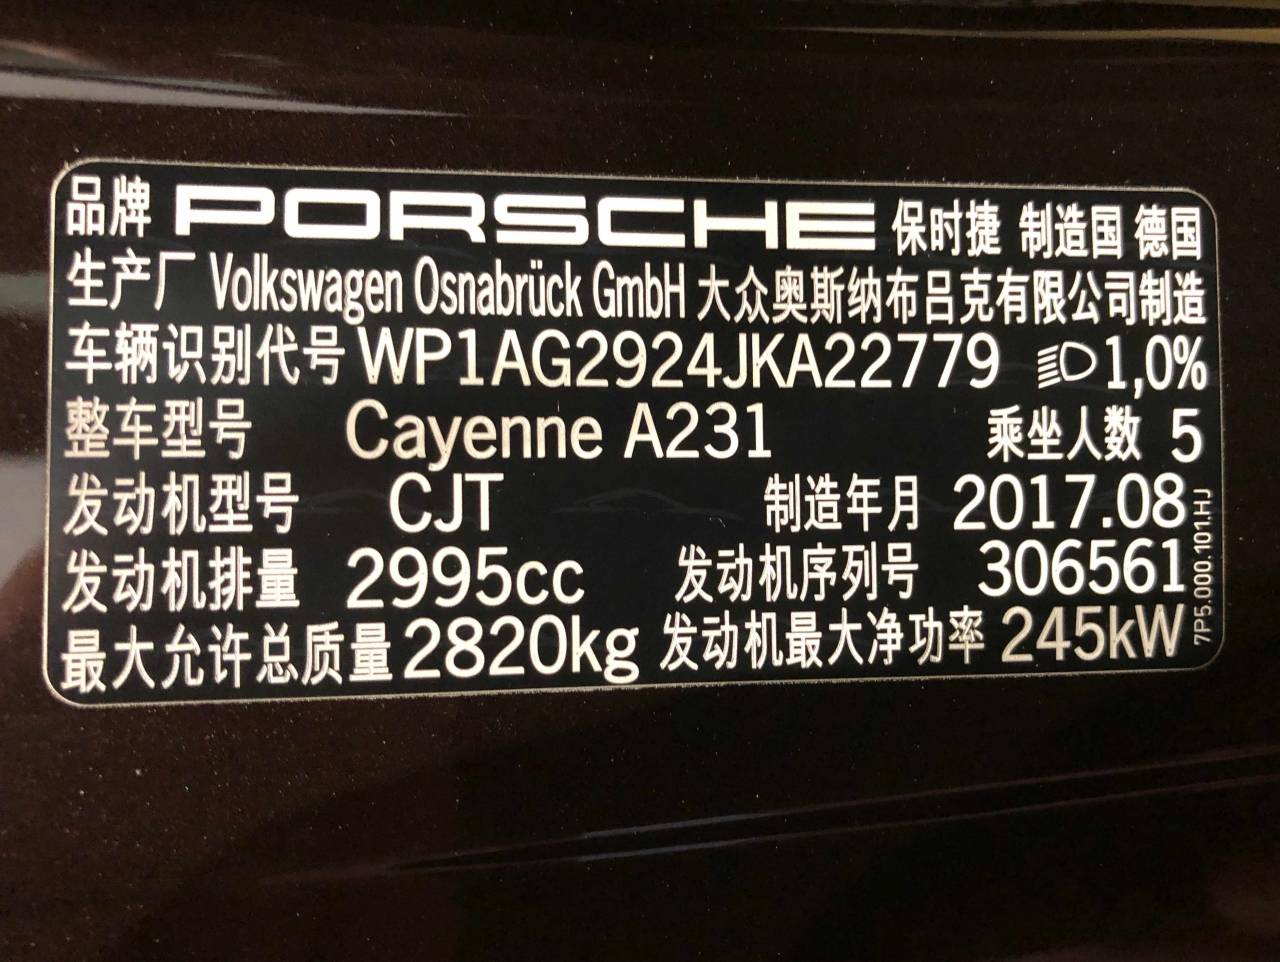 品牌 PORSCHE 保时捷 制造国 德国
生产厂 Volkswagen Osnabrück GmbH 大众奥斯纳布吕克有限公司制造
车辆识别代号 WP1AG2924JKA22779 1,0%
整车型号 Cayenne A231 乘坐人数 5
发动机型号 CJT 制造年月 2017.08
发动机排量 2995cc 发动机序列号 306561
最大允许总质量 2820kg 发动机最大净功率 245kW
7P5.000.101.HJ